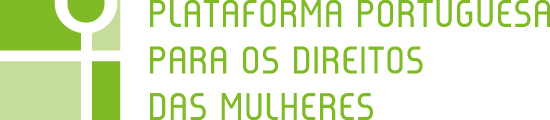 PLATAFORMA PORTUGUESA
PARA OS DIREITOS
DAS MULHERES